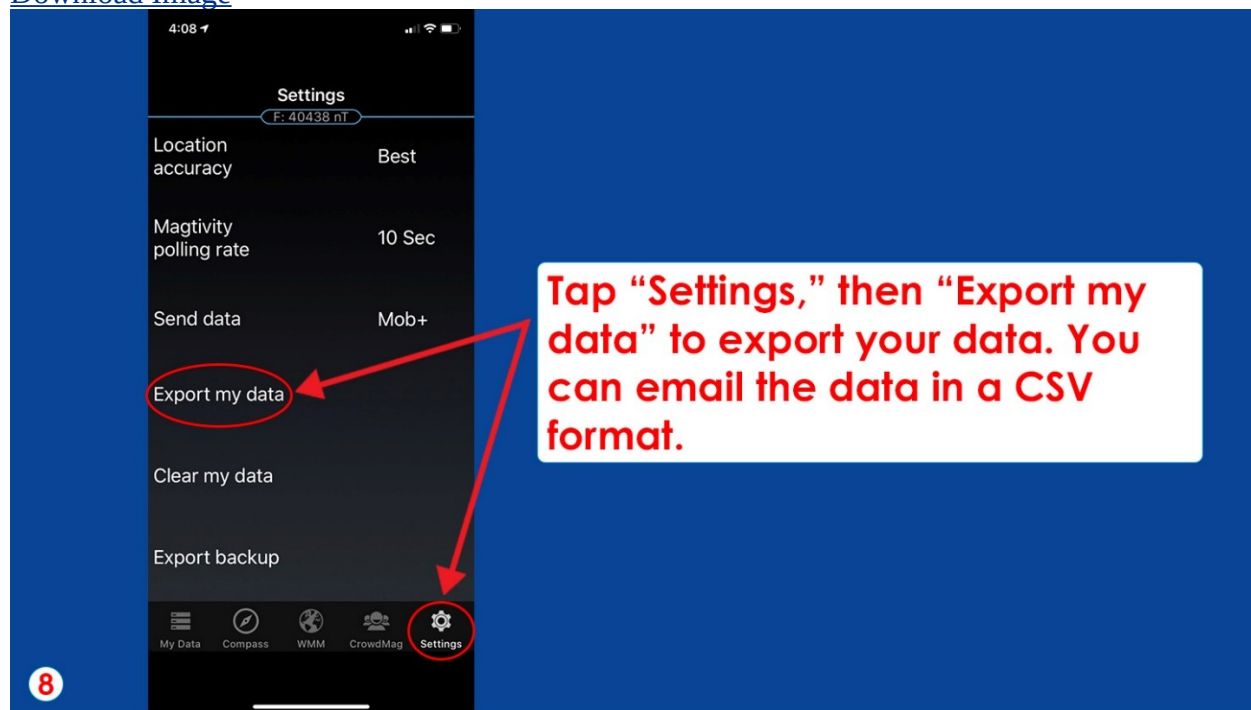 Download Image
4:08
Settings
F: 40438 nT
Location
accuracy
Best
Magtivity
polling rate
10 Sec
Send data
Mob+
Export my data
Clear my data
Export backup
My Data
Compass
WMM
CrowdMag
Settings
Tap “Settings,” then “Export my
data” to export your data. You
can email the data in a CSV
format.
8